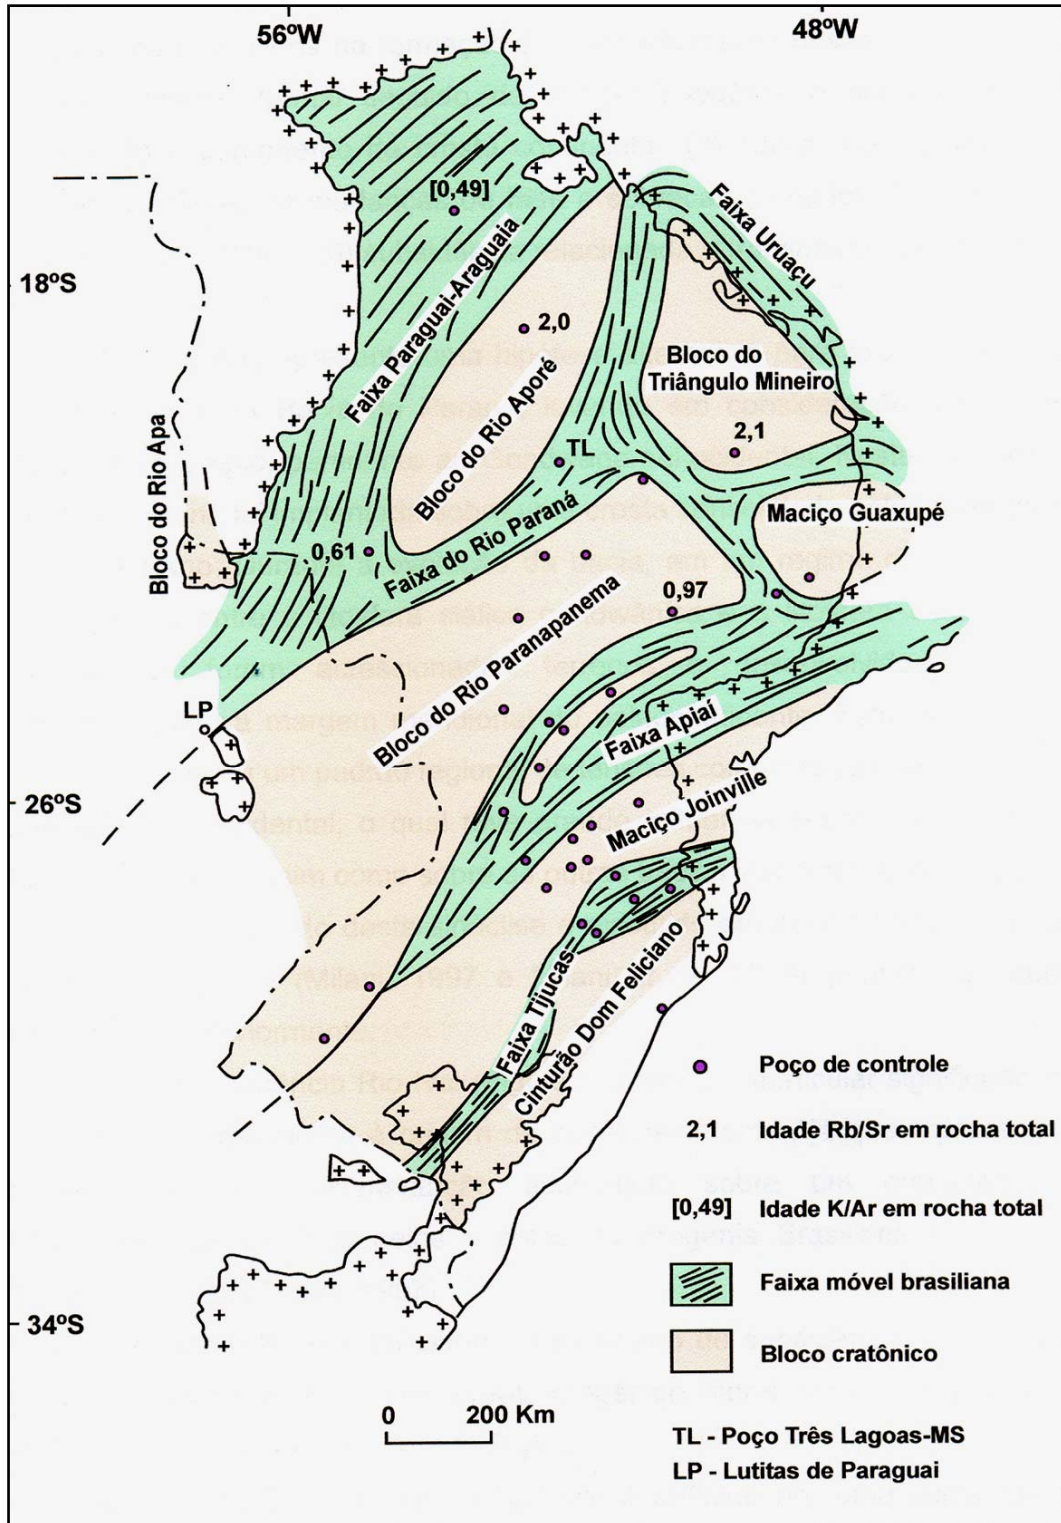 56ºW
48ºW
[0,49]
Faixa Uruaçu
Faixa Paraguai-Araguaia
18ºS
2,0
Bloco do
Triângulo Mineiro
Bloco do Rio Aporé
2,1
TL
Bloco do Rio Apa
Maciço Guaxupé
0,61
Faixa do Rio Paraná
0,97
Bloco do Rio Paranapanema
LP
Faixa Apiaí
26ºS
Maciço Joinville
Faixa Tijucas
Cinturão Dom Feliciano
Poço de controle
2,1 Idade Rb/Sr em rocha total
[0,49] Idade K/Ar em rocha total
Faixa móvel brasiliana
34ºS
Bloco cratônico
0 200 Km
TL - Poço Três Lagoas-MS
LP - Lutitas de Paraguai